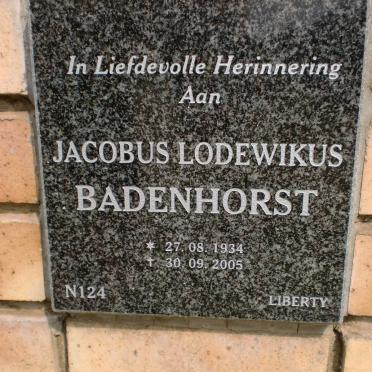 In Liefdevolle Herinnering
Aan
JACOBUS LODEWIKUS
BADENHORST
* 27. 08. 1934
† 30. 09. 2005
N124
LIBERTY